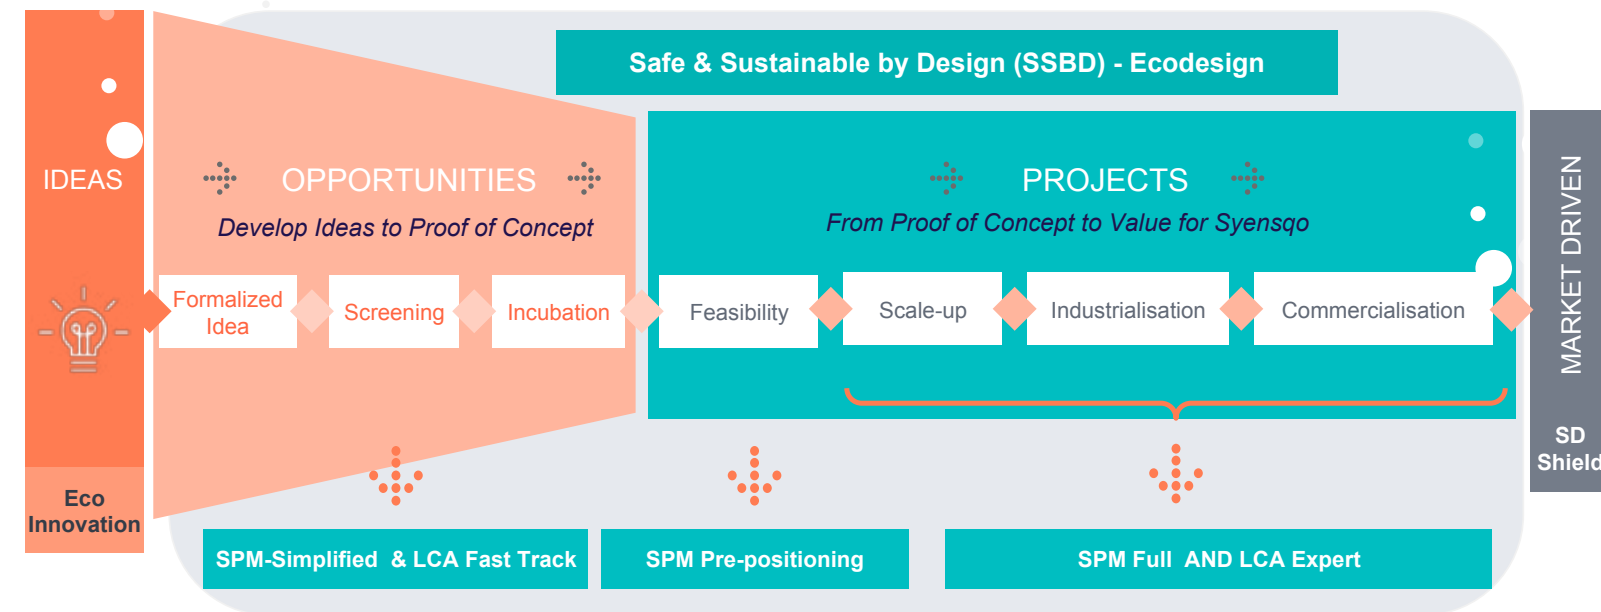 Safe & Sustainable by Design (SSBD) - Ecodesign
IDEAS
OPPORTUNITIES
Develop Ideas to Proof of Concept
PROJECTS
From Proof of Concept to Value for Syensqo
Formalized
Idea
Screening
Incubation
Feasibility
Scale-up
Industrialisation
Commercialisation
MARKET DRIVEN
SD
Shield
Eco
Innovation
SPM-Simplified & LCA Fast Track
SPM Pre-positioning
SPM Full AND LCA Expert